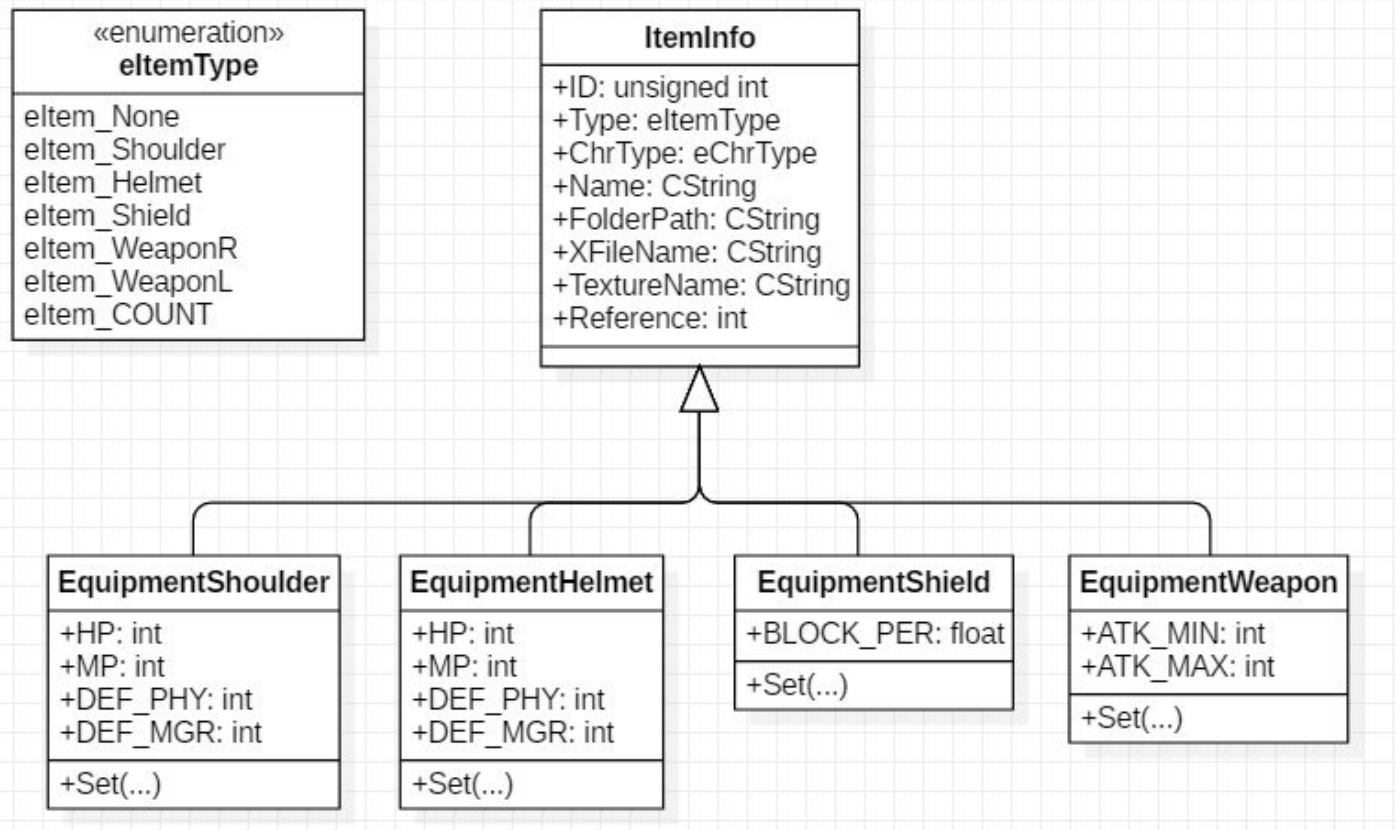 «enumeration»
eItemType
eItem_None
eItem_Shoulder
eItem_Helmet
eItem_Shield
eItem_WeaponR
eItem_WeaponL
eItem_COUNT
ItemInfo
+ID: unsigned int
+Type: eItemType
+ChrType: eChrType
+Name: CString
+FolderPath: CString
+XFileName: CString
+TextureName: CString
+Reference: int
EquipmentShoulder
+HP: int
+MP: int
+DEF_PHY: int
+DEF_MGR: int
+Set(...)
EquipmentHelmet
+HP: int
+MP: int
+DEF_PHY: int
+DEF_MGR: int
+Set(...)
EquipmentShield
+BLOCK_PER: float
+Set(...)
EquipmentWeapon
+ATK_MIN: int
+ATK_MAX: int
+Set(...)